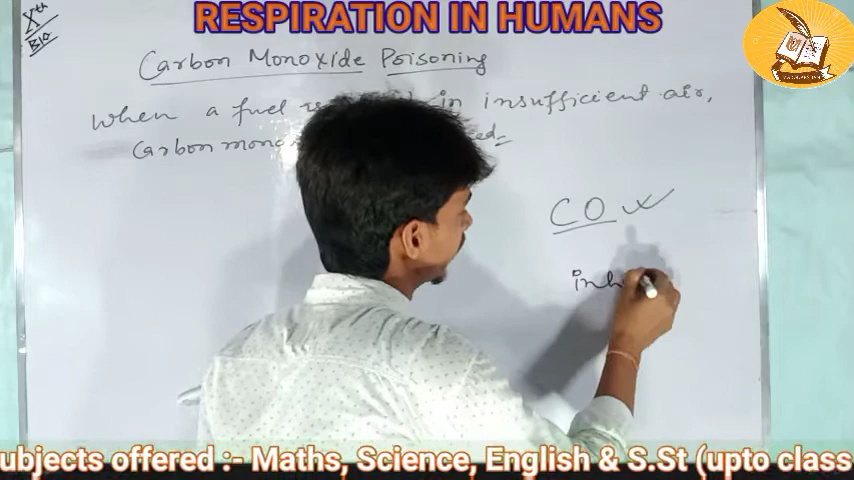 RESPIRATION IN HUMANS
Xth
Bio
Carbon Monoxide Poisoning
When a fuel in insufficient air,
Carbon mono
CO
inh
ubjects offered :- Maths, Science, English & S.St (upto class